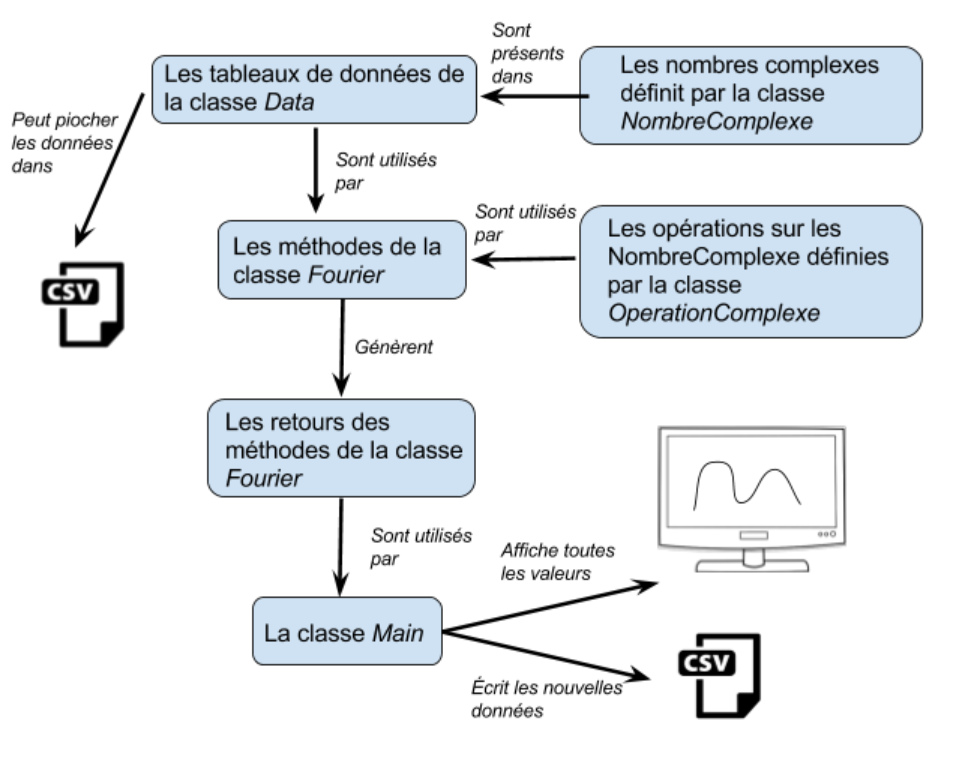 Sont
présents
dans
Les tableaux de données de
la classe Data
Les nombres complexes
définit par la classe
NombreComplexe
Peut piocher
les données
dans
Sont utilisés
par
Sont utilisés
par
Les opérations sur les
NombreComplexe définies
par la classe
OperationComplexe
Les méthodes de la
classe Fourier
CSV
Génèrent
Les retours des
méthodes de la classe
Fourier
Sont utilisés
par
Affiche toutes
les valeurs
La classe Main
CSV
Écrit les nouvelles
données